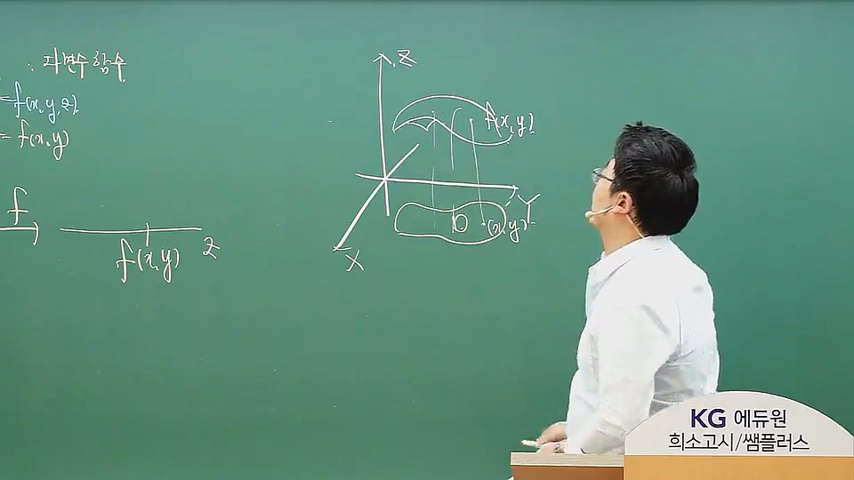 : 다변수 함수
= f(x, y, z)
= f(x, y)
f
f(x, y)
z
Z
f(x, y)
Y
(x, y)
X
KG 에듀원
희소고시/쌤플러스